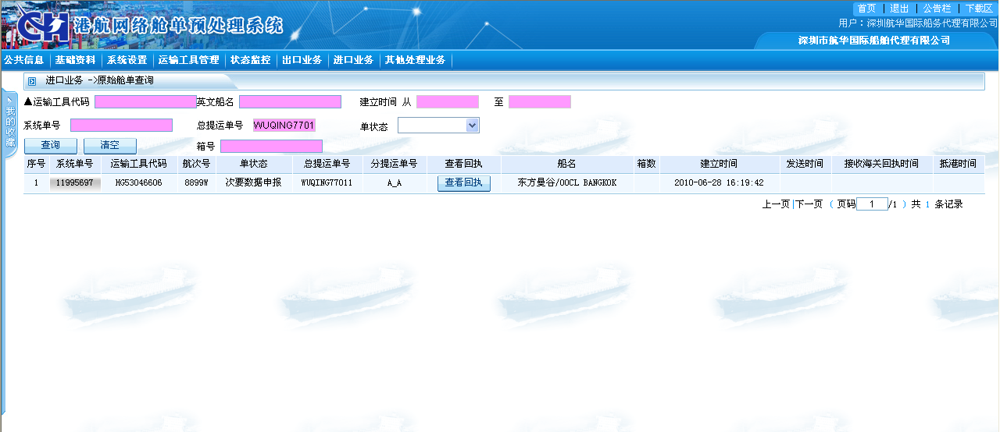 首页 | 退出 | 公告栏 | 下载区
CH 港航网络舱单预处理系统
用户：深圳航华国际船务代理有限公司
深圳市航华国际船舶代理有限公司
公共信息 基础资料 系统设置 运输工具管理 状态监控 出口业务 进口业务 其他处理业务
进口业务 ->原始舱单查询
我的收藏
▲运输工具代码 英文船名 建立时间 从 至
系统单号 总提运单号 WUQING7701 单状态
查询 清空 箱号
序号 系统单号 运输工具代码 航次号 单状态 总提运单号 分提运单号 查看回执 船名 箱数 建立时间 发送时间 接收海关回执时间 抵港时间
1 11995697 HG53046606 8899W 次要数据申报 WUQING77011 A_A 查看回执 东方曼谷/OOCL BANGKOK 2010-06-28 16:19:42
上一页|下一页 ( 页码 1 /1 ) 共 1 条记录